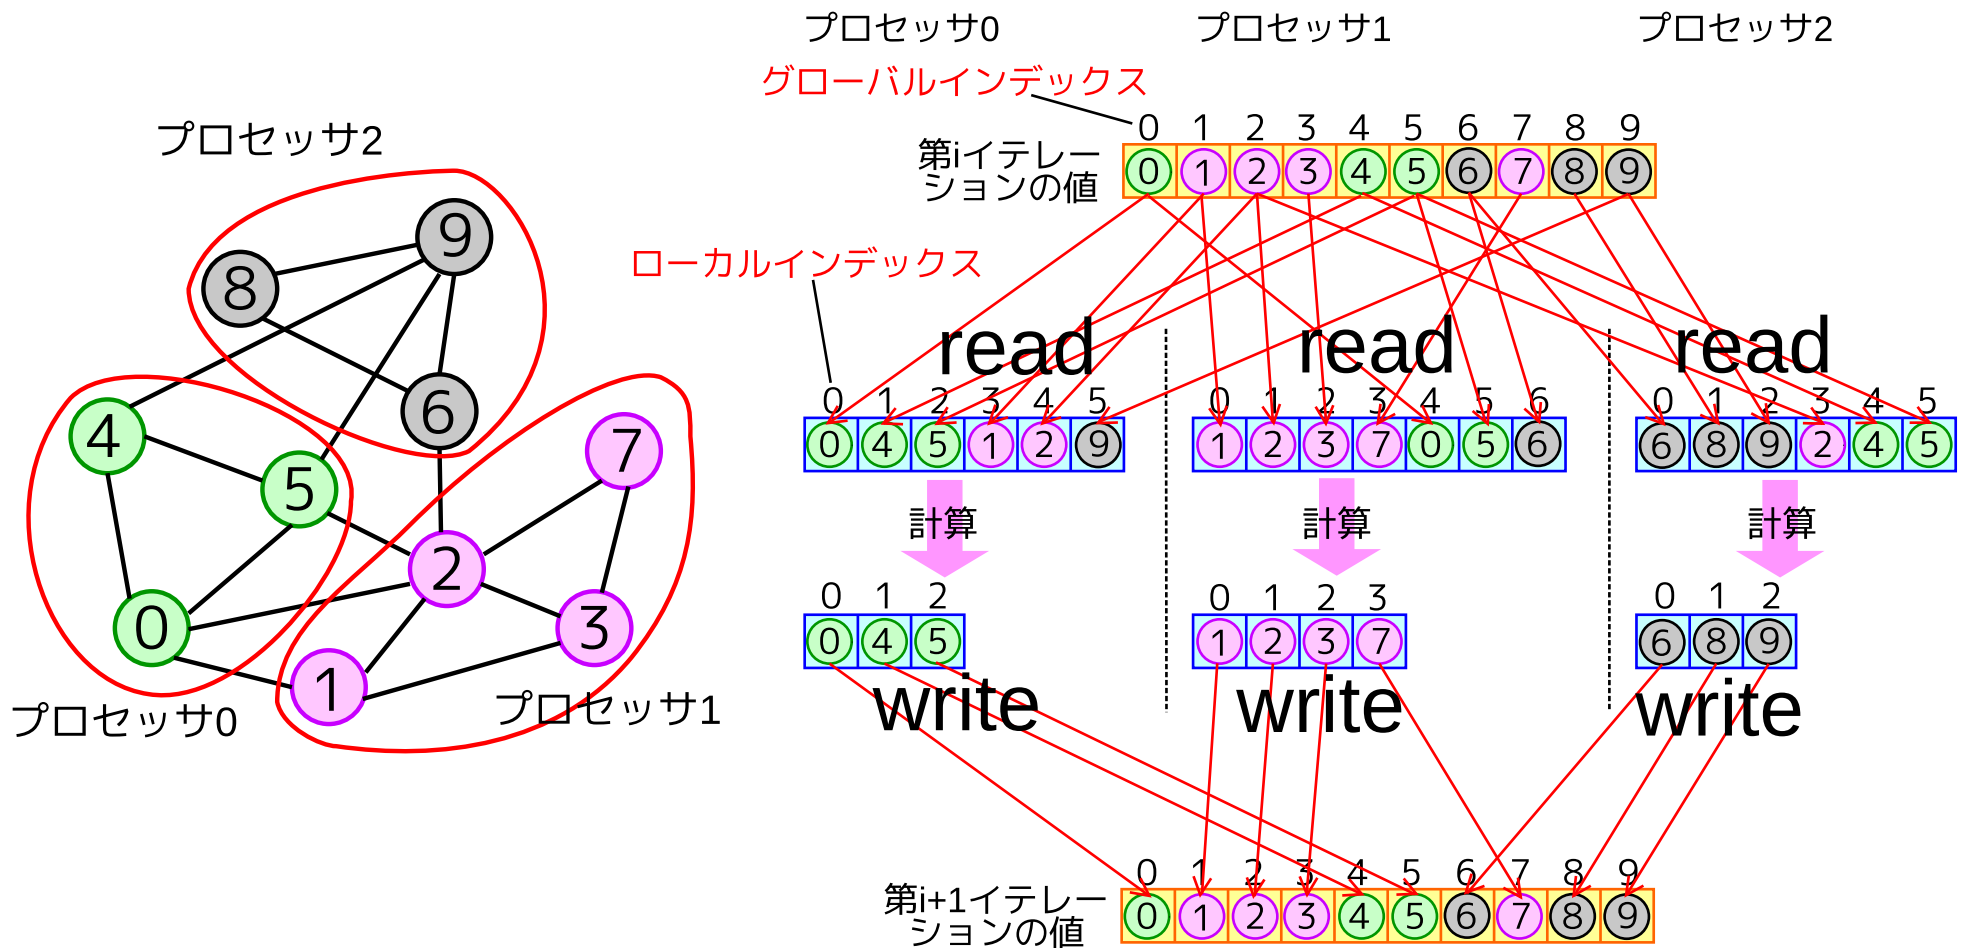 プロセッサ0 プロセッサ1 プロセッサ2
グローバルインデックス
0 1 2 3 4 5 6 7 8 9
第iイテレー
ションの値
0 1 2 3 4 5 6 7 8 9
ローカルインデックス
read read read
0 1 2 3 4 5
0 4 5 1 2 9
0 1 2 3 4 5 6
1 2 3 7 0 5 6
0 1 2 3 4 5
6 8 9 2 4 5
計算 計算 計算
0 1 2
0 4 5
0 1 2 3
1 2 3 7
0 1 2
6 8 9
write write write
0 1 2 3 4 5 6 7 8 9
第i+1イテレー
ションの値
0 1 2 3 4 5 6 7 8 9
プロセッサ2
9
8
6
4
7
5
2
0
3
1
プロセッサ0
プロセッサ1